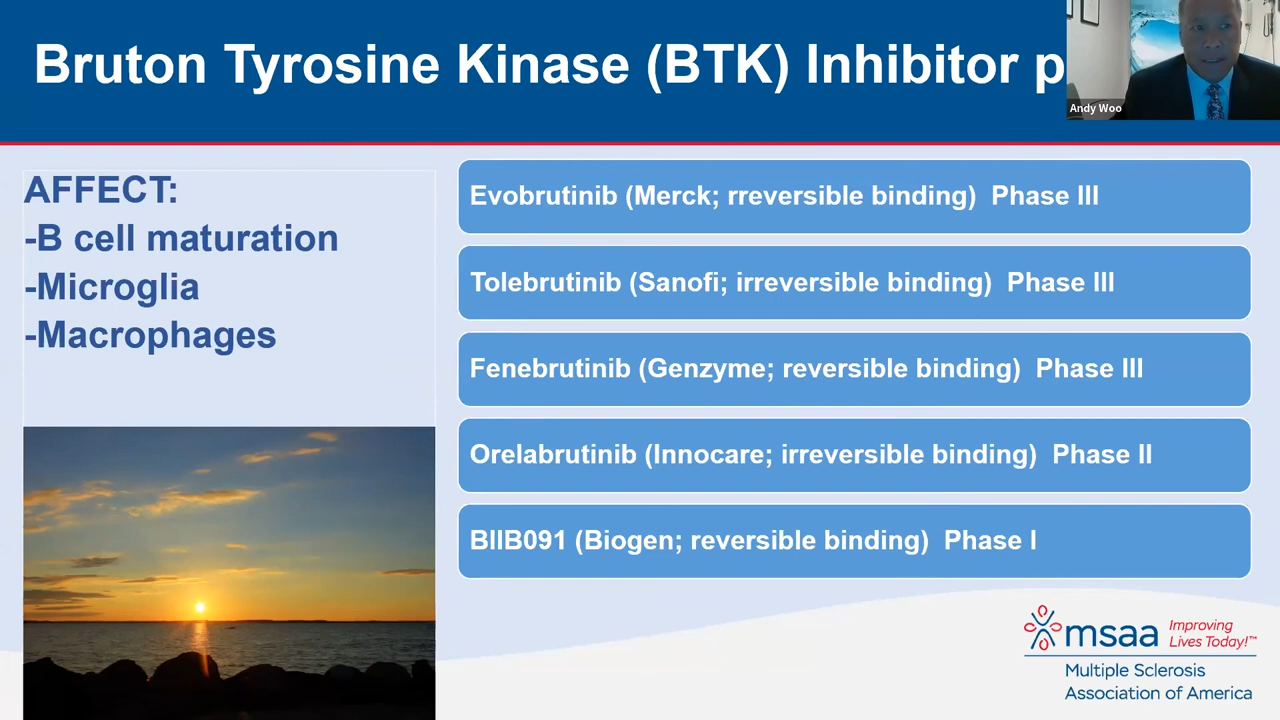 Bruton Tyrosine Kinase (BTK) Inhibitor p
Andy Woo
AFFECT:
-B cell maturation
-Microglia
-Macrophages
Evobrutinib (Merck; rreversible binding) Phase III
Tolebrutinib (Sanofi; irreversible binding) Phase III
Fenebrutinib (Genzyme; reversible binding) Phase III
Orelabrutinib (Innocare; irreversible binding) Phase II
BIIB091 (Biogen; reversible binding) Phase I
msaa
Improving
Lives Today!™
Multiple Sclerosis
Association of America